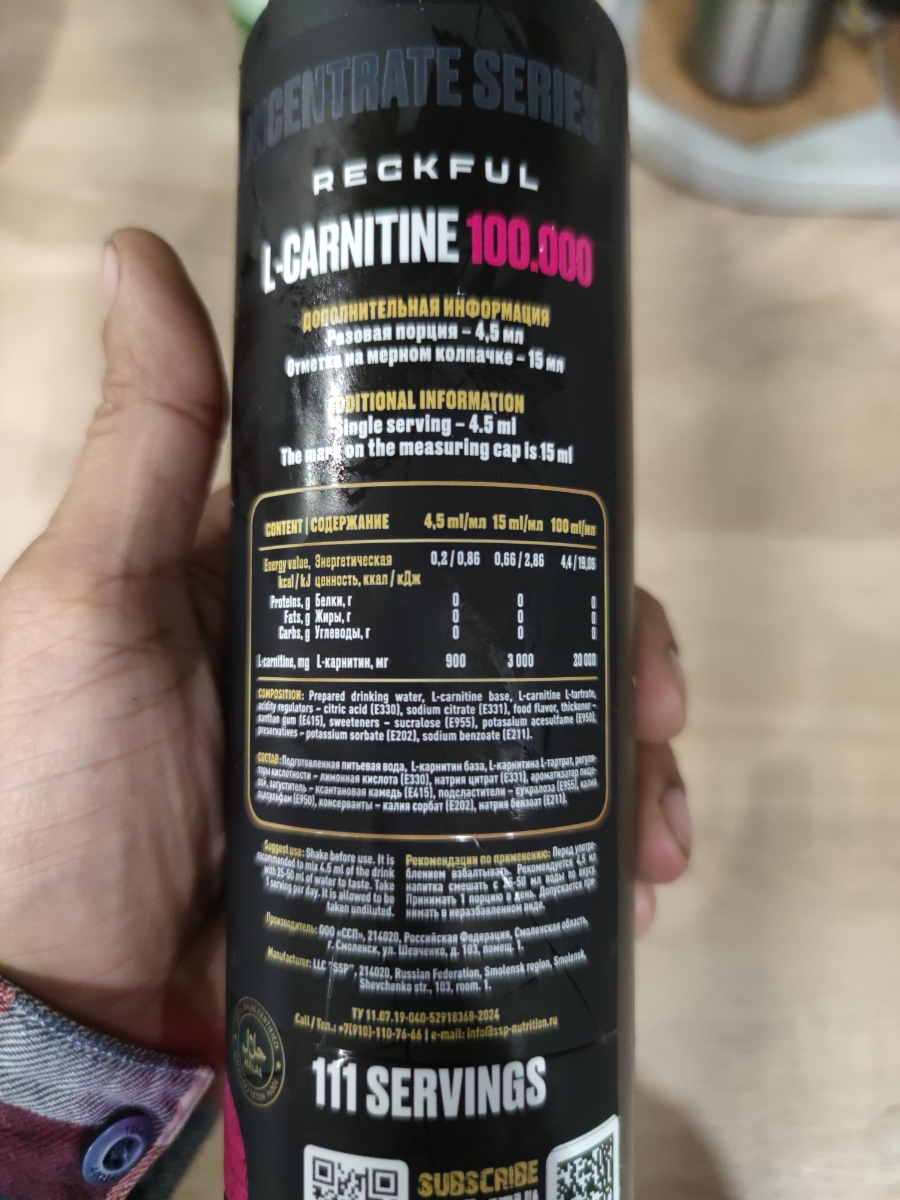 NCENTRATE SERIES
RECKFUL
L-CARNITINE 100.000
ДОПОЛНИТЕЛЬНАЯ ИНФОРМАЦИЯ
Разовая порция – 4,5 мл
Отметка на мерном колпачке – 15 мл
ADDITIONAL INFORMATION
Single serving – 4.5 ml
The mark on the measuring cap is 15 ml
CONTENT | СОДЕРЖАНИЕ 4,5 ml/мл 15 ml/мл 100 ml/мл
Energy value, Энергетическая 0,2 / 0,86 0,66 / 2,86 4,4 / 19,06
kcal / kJ ценность, ккал / кДж
Proteins, g Белки, г 0 0 0
Fats, g Жиры, г 0 0 0
Carbs, g Углеводы, г 0 0 0
L-carnitine, mg L-карнитин, мг 900 3 000 20 000
COMPOSITION: Prepared drinking water, L-carnitine base, L-carnitine L-tartrate,
acidity regulators – citric acid (E330), sodium citrate (E331), food flavor, thickener –
xanthan gum (E415), sweeteners – sucralose (E955), potassium acesulfame (E950),
preservatives – potassium sorbate (E202), sodium benzoate (E211).
СОСТАВ: Подготовленная питьевая вода, L-карнитин база, L-карнитина L-тартрат, регуля-
торы кислотности – лимонная кислота (E330), натрия цитрат (E331), ароматизатор пище-
вой, загуститель – ксантановая камедь (E415), подсластители – сукралоза (E955), калия
ацесульфам (E950), консерванты – калия сорбат (E202), натрия бензоат (E211).
Suggest use: Shake before use. It is
recommended to mix 4.5 ml of the drink
with 25-50 ml of water to taste. Take
1 serving per day. It is allowed to be
taken undiluted.
Рекомендации по применению: Перед употре-
блением взбалтывать. Рекомендуется 4,5 мл
напитка смешать с 25-50 мл воды по вкусу.
Принимать 1 порцию в день. Допускается при-
нимать в неразбавленном виде.
Производитель: ООО «ССП», 214020, Российская Федерация, Смоленская область,
г. Смоленск, ул. Шевченко, д. 103, помещ. 1.
Manufacturer: LLC "SSP", 214020, Russian Federation, Smolensk region, Smolensk,
Shevchenko str., 103, room. 1.
ТУ 11.07.19-040-52918368-2024
Call / Тел.: +7(910)-110-76-66 | e-mail: info@ssp-nutrition.ru
حلال
HALAL
111 SERVINGS
SUBSCRIBE